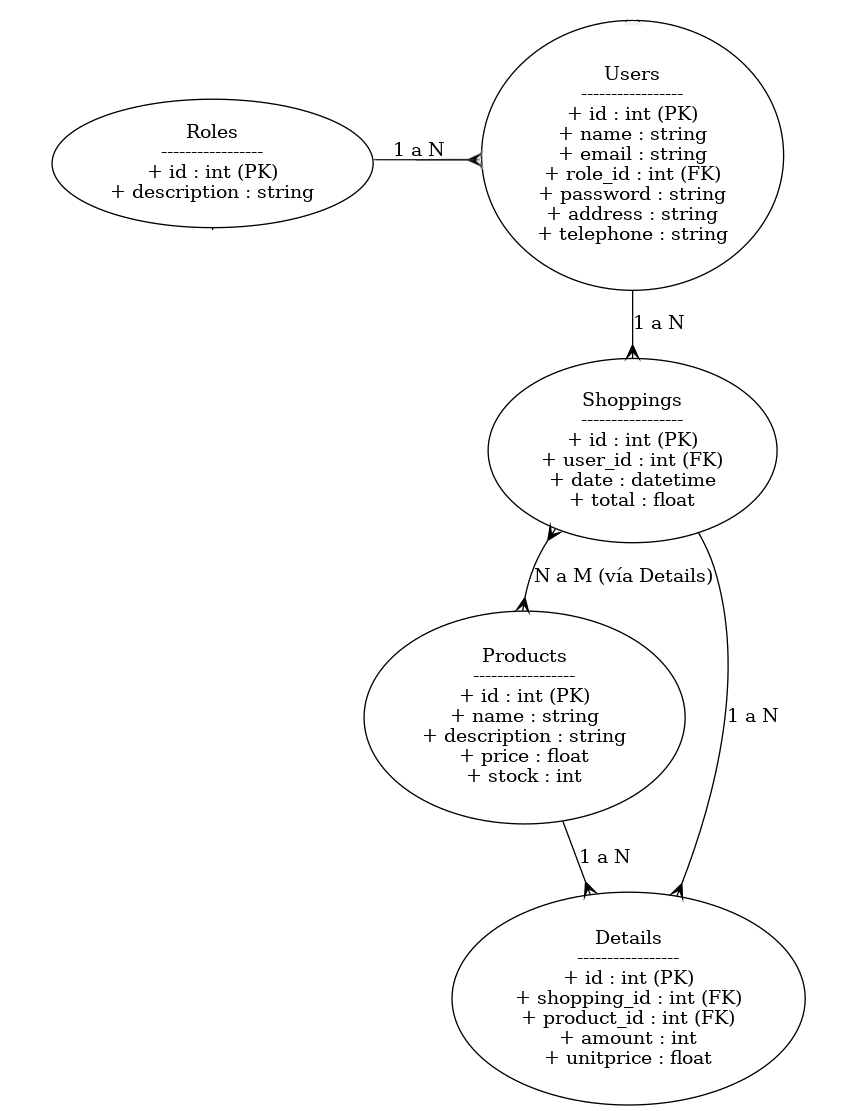 Users
-----------------
+ id : int (PK)
+ name : string
+ email : string
+ role_id : int (FK)
+ password : string
+ address : string
+ telephone : string
Roles
-----------------
+ id : int (PK)
+ description : string
1 a N
1 a N
Shoppings
-----------------
+ id : int (PK)
+ user_id : int (FK)
+ date : datetime
+ total : float
N a M (vía Details)
Products
-----------------
+ id : int (PK)
+ name : string
+ description : string
+ price : float
+ stock : int
1 a N
1 a N
Details
-----------------
+ id : int (PK)
+ shopping_id : int (FK)
+ product_id : int (FK)
+ amount : int
+ unitprice : float